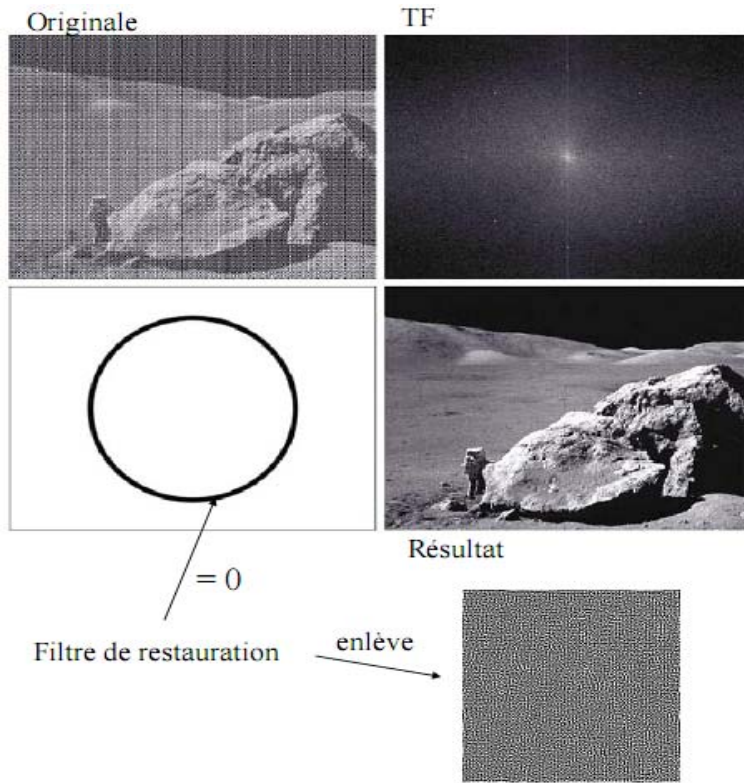 Originale
TF
Résultat
= 0
Filtre de restauration
enlève